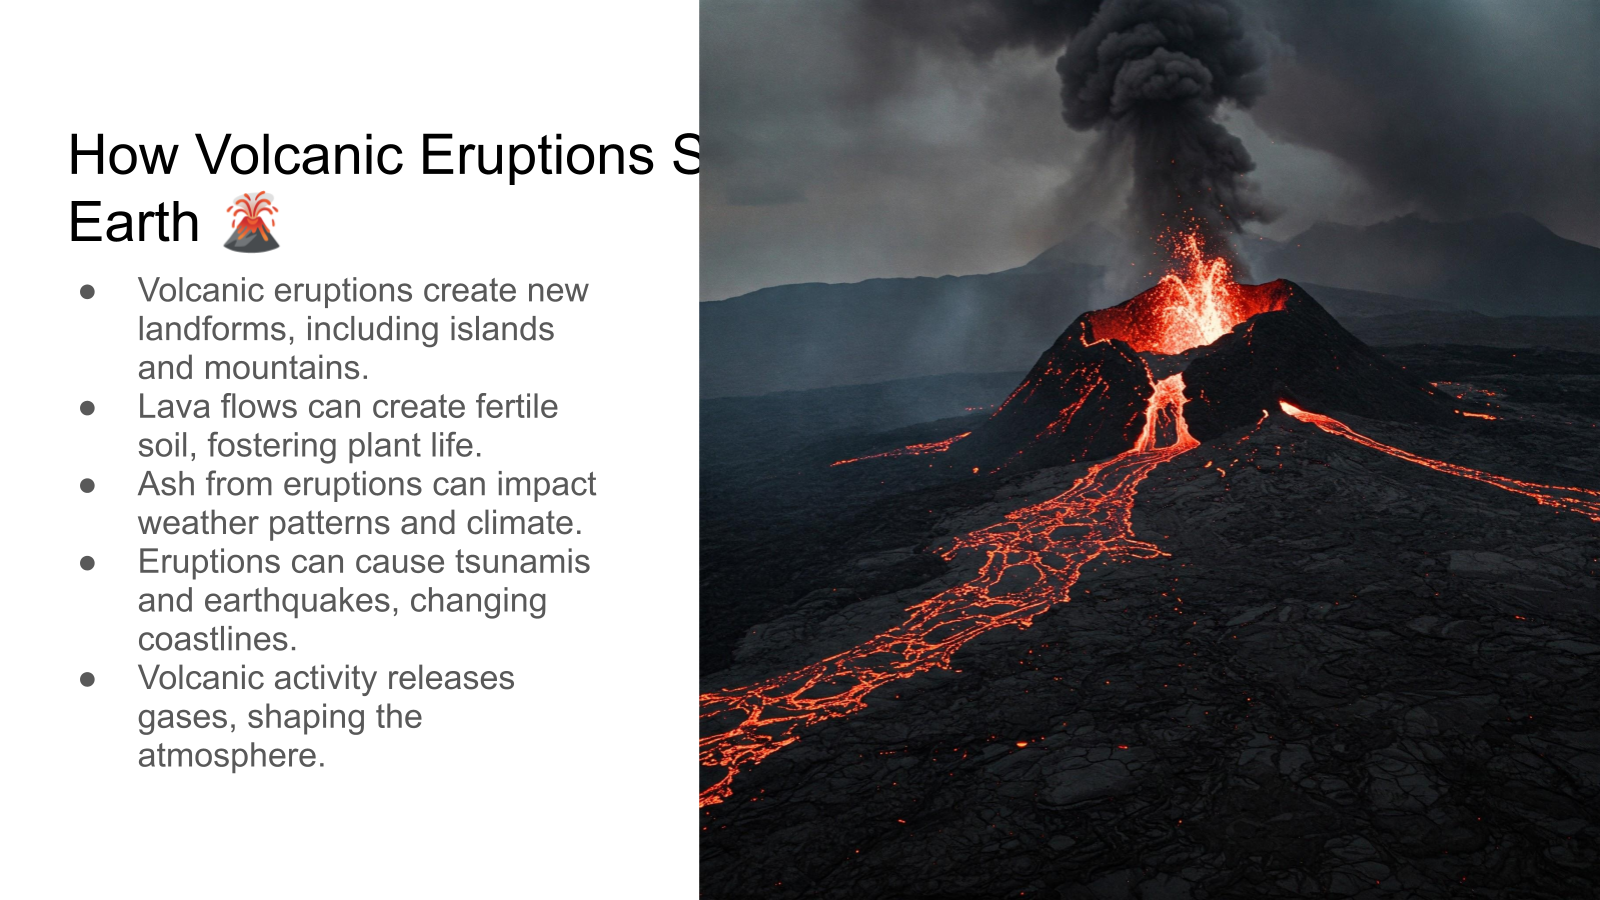 How Volcanic Eruptions
Earth 🌋
● Volcanic eruptions create new
landforms, including islands
and mountains.
● Lava flows can create fertile
soil, fostering plant life.
● Ash from eruptions can impact
weather patterns and climate.
● Eruptions can cause tsunamis
and earthquakes, changing
coastlines.
● Volcanic activity releases
gases, shaping the
atmosphere.